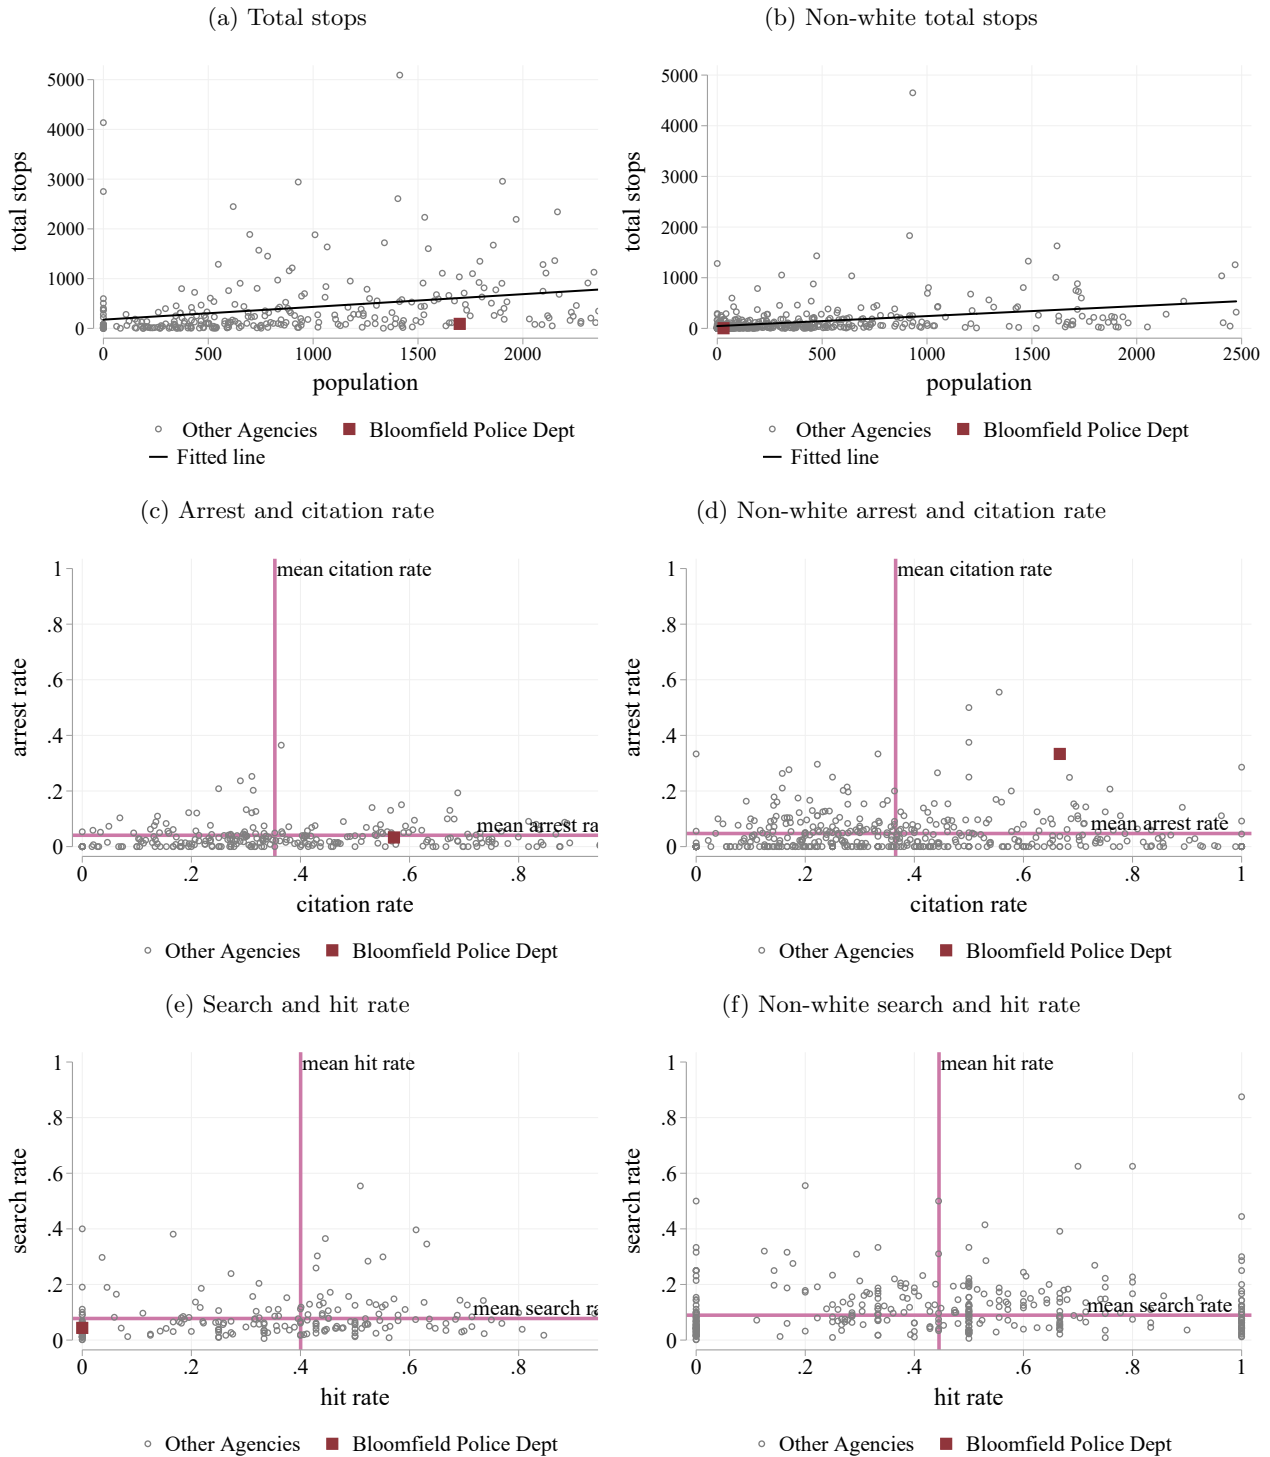 (a) Total stops
(b) Non-white total stops
total stops
5000
4000
3000
2000
1000
0
0 500 1000 1500 2000
population
Other Agencies Bloomfield Police Dept
Fitted line
total stops
5000
4000
3000
2000
1000
0
0 500 1000 1500 2000 2500
population
Other Agencies Bloomfield Police Dept
Fitted line
(c) Arrest and citation rate
(d) Non-white arrest and citation rate
arrest rate
1
.8
.6
.4
.2
0
mean citation rate
mean arrest ra
0 .2 .4 .6 .8
citation rate
Other Agencies Bloomfield Police Dept
arrest rate
1
.8
.6
.4
.2
0
mean citation rate
mean arrest rate
0 .2 .4 .6 .8 1
citation rate
Other Agencies Bloomfield Police Dept
(e) Search and hit rate
(f) Non-white search and hit rate
search rate
1
.8
.6
.4
.2
0
mean hit rate
mean search ra
0 .2 .4 .6 .8
hit rate
Other Agencies Bloomfield Police Dept
search rate
1
.8
.6
.4
.2
0
mean hit rate
mean search rate
0 .2 .4 .6 .8 1
hit rate
Other Agencies Bloomfield Police Dept